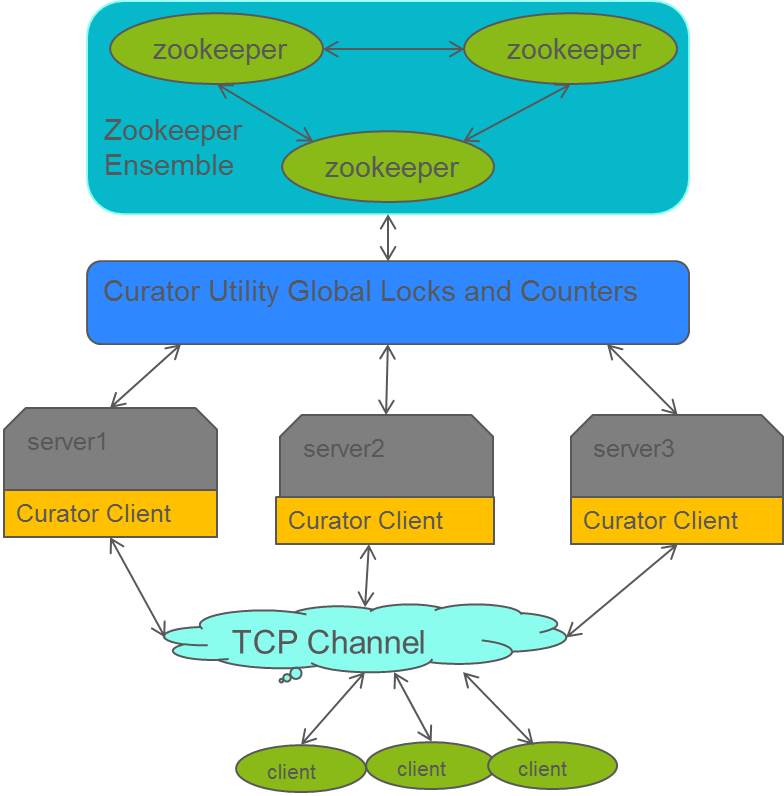 zookeeper
zookeeper
Zookeeper
Ensemble
zookeeper
Curator Utility Global Locks and Counters
server1
server2
server3
Curator Client
Curator Client
Curator Client
TCP Channel
client
client
client